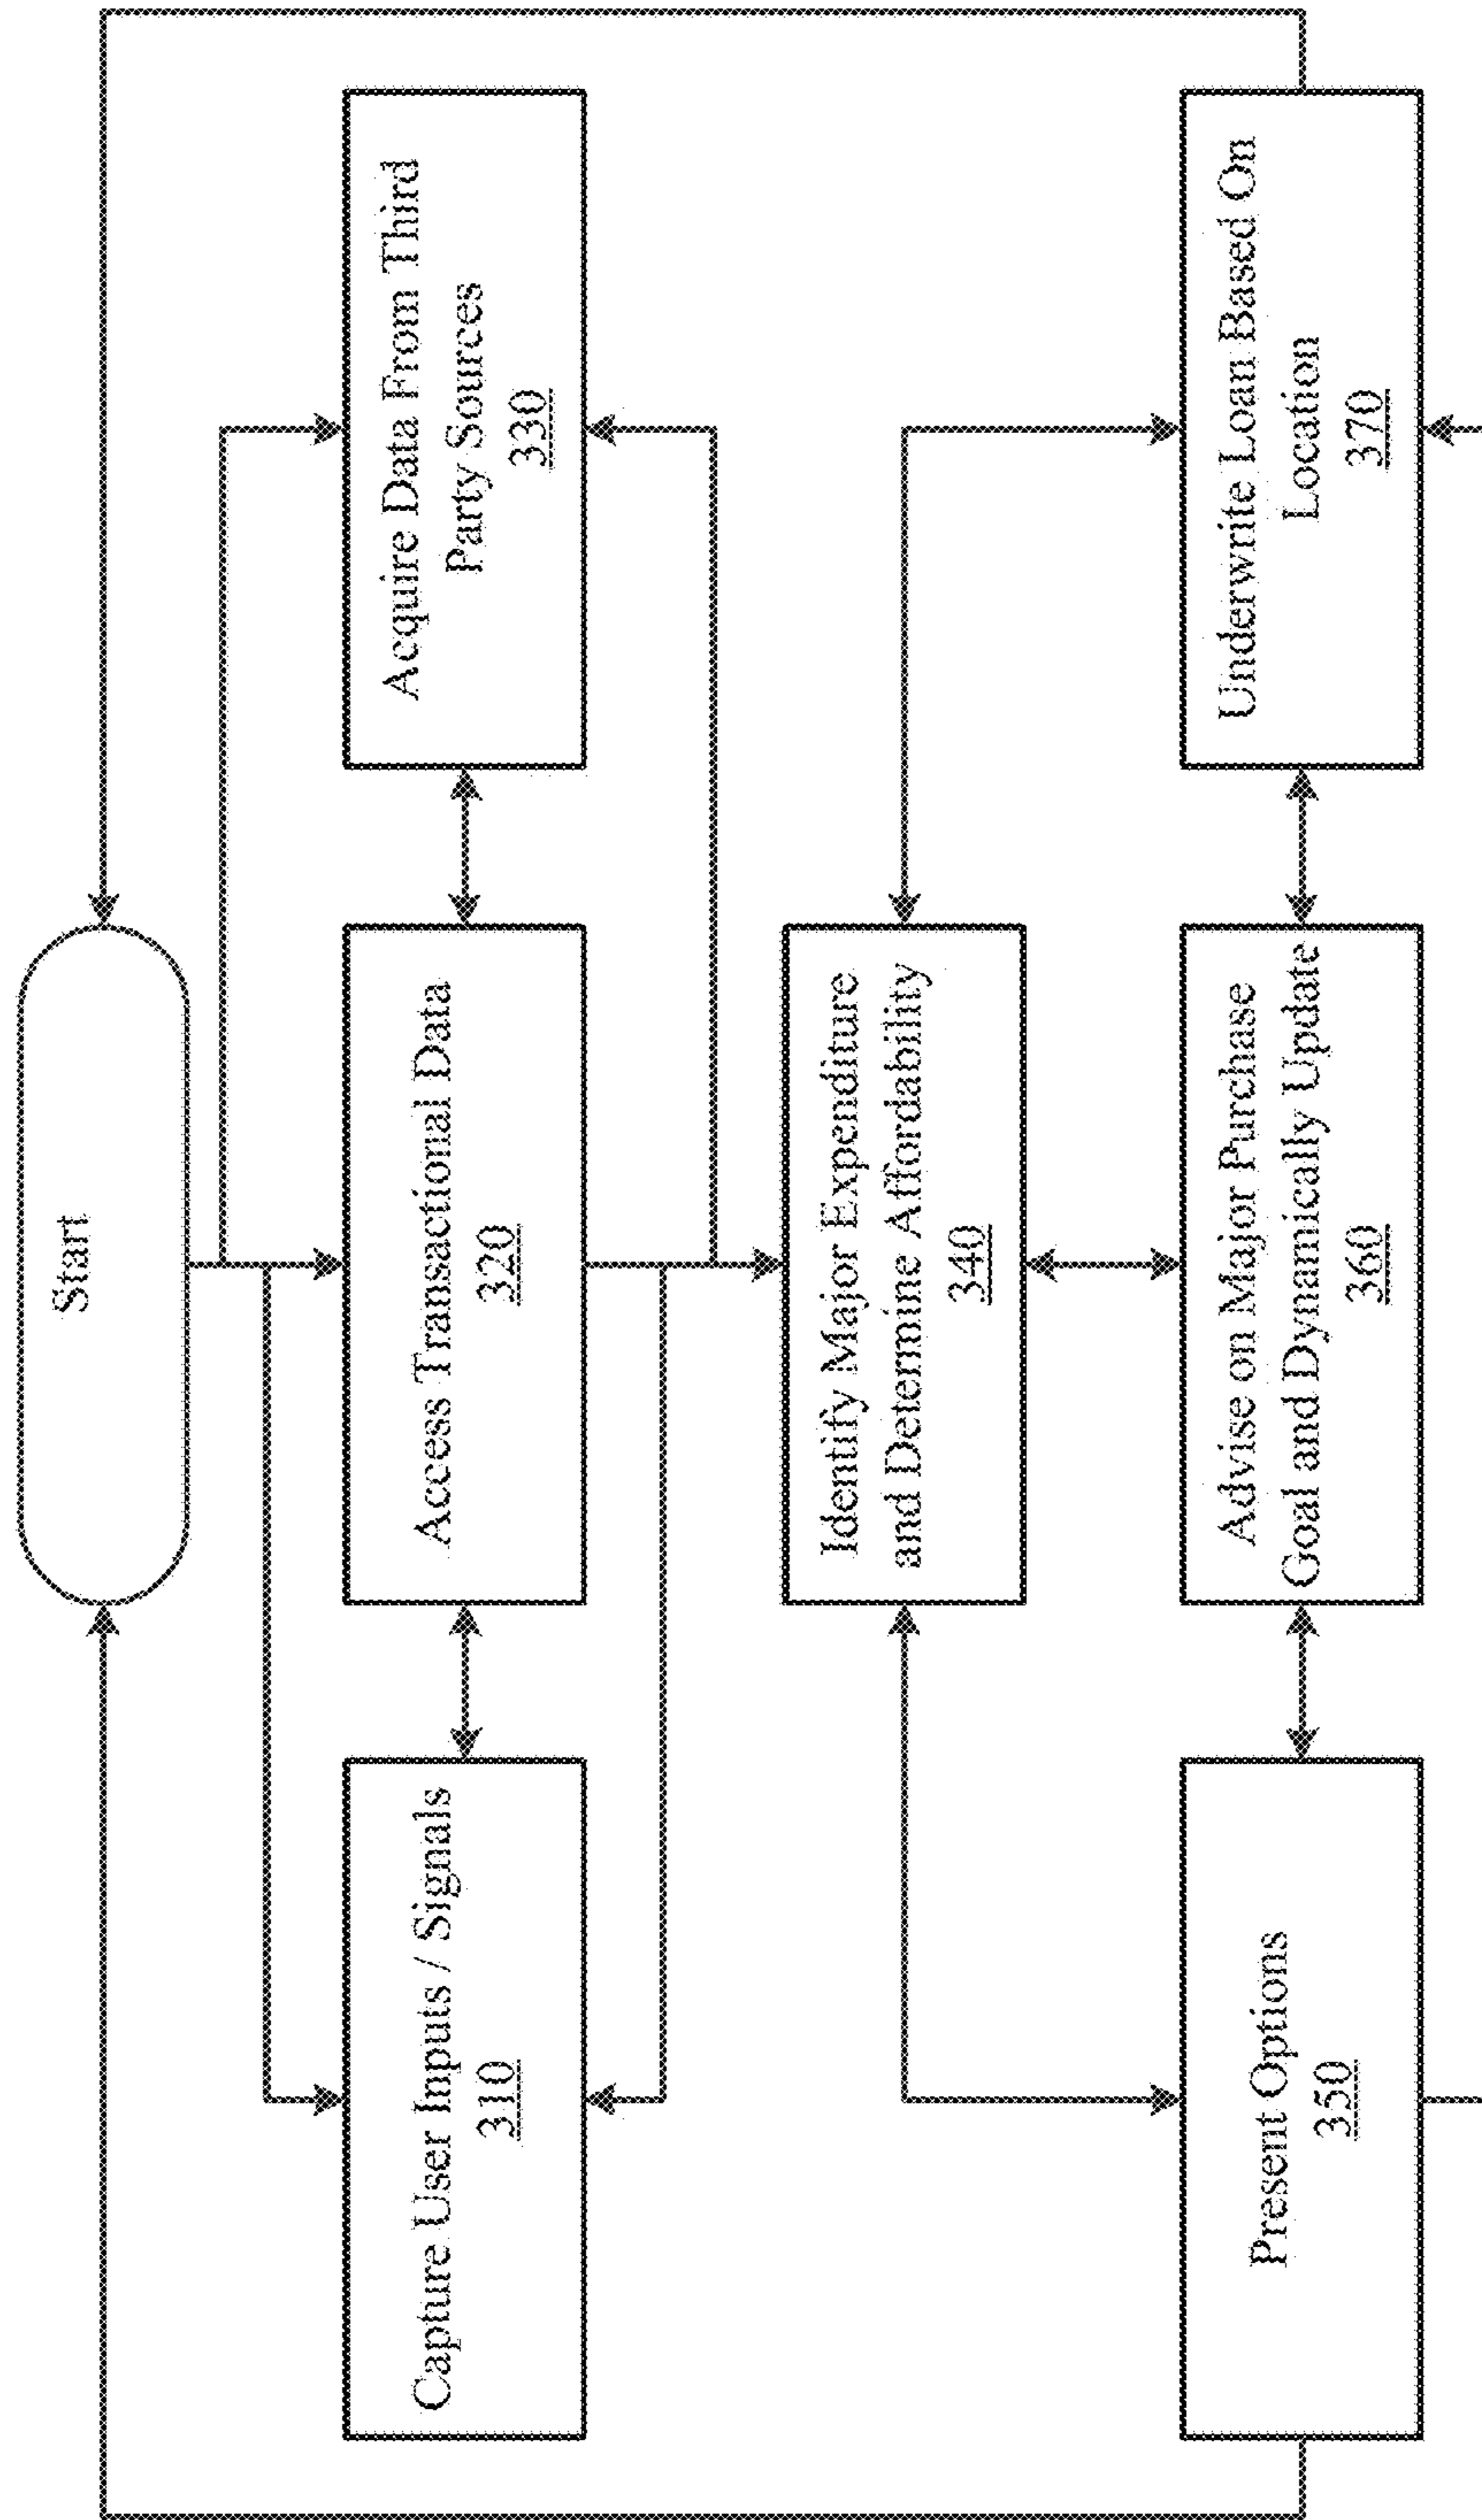 Start
Capture User Inputs / Signals
310
Access Transactional Data
320
Acquire Data From Third
Party Sources
330
Identify Major Expenditure
and Determine Affordability
340
Present Options
350
Advise on Major Purchase
Goal and Dynamically Update
360
Underwrite Loan Based On
Location
370